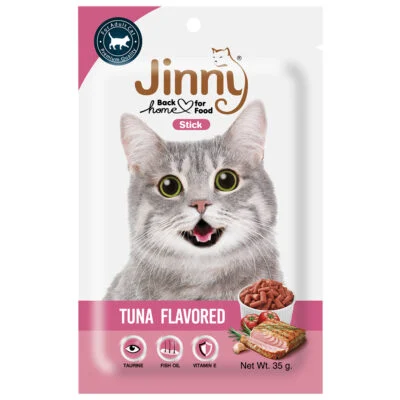 For Adult Cat
Premium Quality
Jinny®
Back for
home Food
Stick
TUNA FLAVORED
TAURINE
FISH OIL
VITAMIN E
Net Wt. 35 g.